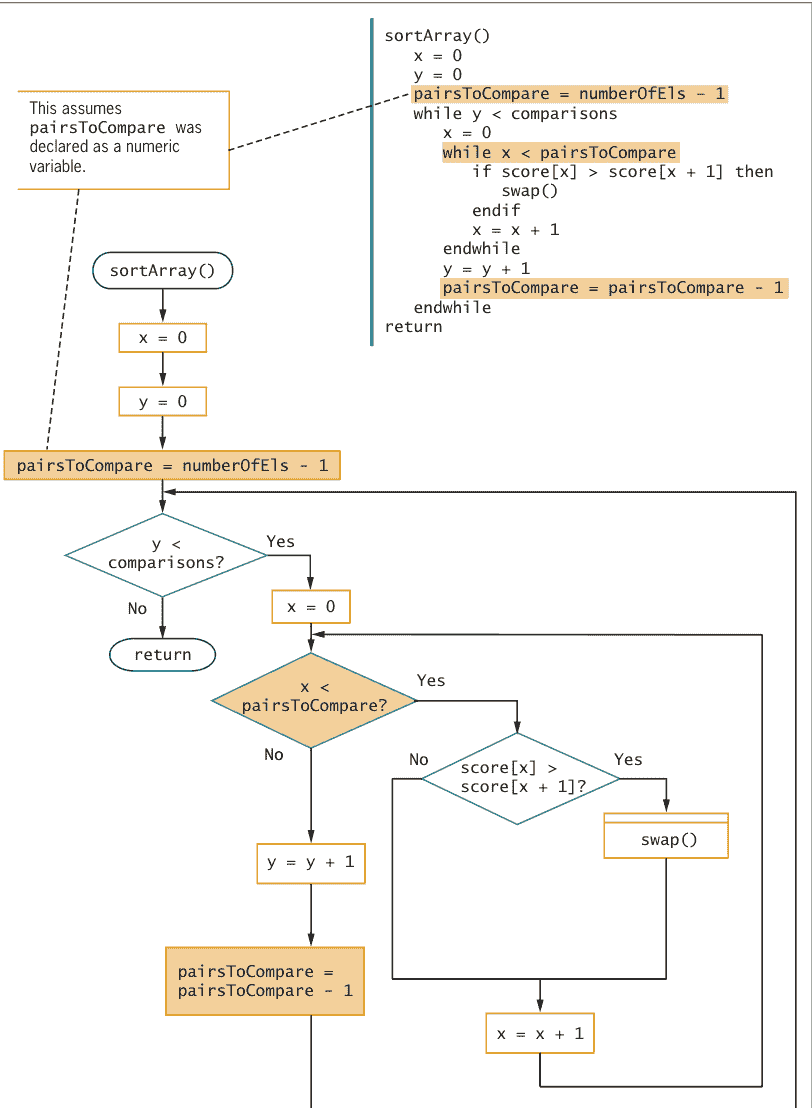 sortArray()
x = 0
y = 0
pairsToCompare = numberOfEls - 1
while y < comparisons
x = 0
while x < pairsToCompare
if score[x] > score[x + 1] then
swap()
endif
x = x + 1
endwhile
y = y + 1
pairsToCompare = pairsToCompare - 1
endwhile
return
This assumes
pairsToCompare was
declared as a numeric
variable.
sortArray()
x = 0
y = 0
pairsToCompare = numberOfEls - 1
y <
comparisons?
Yes
No
x = 0
return
x <
pairsToCompare?
Yes
No
score[x] >
score[x + 1]?
No
Yes
swap()
y = y + 1
pairsToCompare =
pairsToCompare - 1
x = x + 1